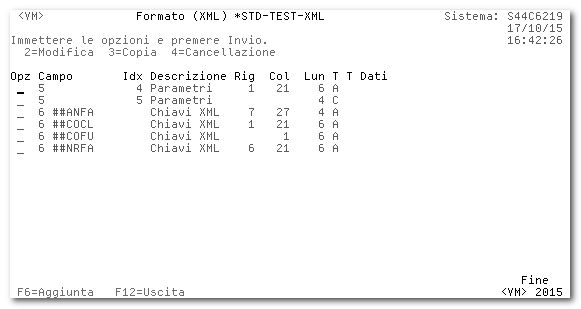 <VM> Formato (XML) *STD-TEST-XML Sistema: S44C6219
17/10/15
Immettere le opzioni e premere Invio. 16:42:26
2=Modifica 3=Copia 4=Cancellazione
Opz Campo Idx Descrizione Rig Col Lun T T Dati
_ 5 4 Parametri 1 21 6 A
_ 5 5 Parametri 4 C
_ 6 ##ANFA Chiavi XML 7 27 4 A
_ 6 ##COCL Chiavi XML 1 21 6 A
_ 6 ##COFU Chiavi XML 1 6 A
_ 6 ##NRFA Chiavi XML 6 21 6 A
Fine
F6=Aggiunta F12=Uscita <VM> 2015